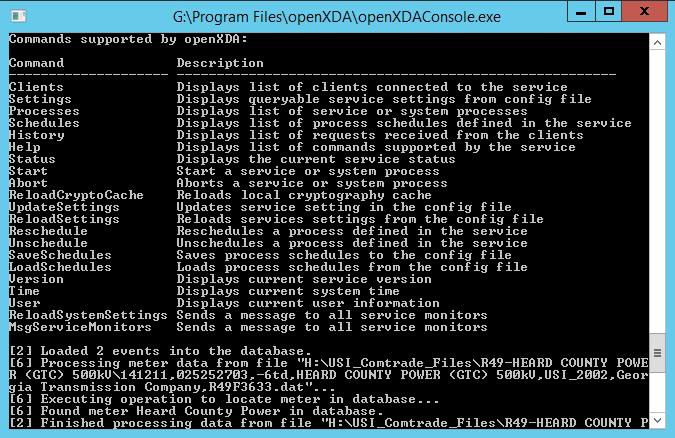 G:\Program Files\openXDA\openXDAConsole.exe
Commands supported by openXDA:
Command Description
------------------- -----------------------------------------------------
Clients Displays list of clients connected to the service
Settings Displays queryable service settings from config file
Processes Displays list of service or system processes
Schedules Displays list of process schedules defined in the service
History Displays list of requests received from the clients
Help Displays list of commands supported by the service
Status Displays the current service status
Start Start a service or system process
Abort Aborts a service or system process
ReloadCryptoCache Reloads local cryptography cache
UpdateSettings Updates service setting in the config file
ReloadSettings Reloads services settings from the config file
Reschedule Reschedules a process defined in the service
Unschedule Unschedules a process defined in the service
SaveSchedules Saves process schedules to the config file
LoadSchedules Loads process schedules from the config file
Version Displays current service version
Time Displays current system time
User Displays current user information
ReloadSystemSettings Sends a message to all service monitors
MsgServiceMonitors Sends a message to all service monitors
[2] Loaded 2 events into the database.
[6] Processing meter data from file "H:\USI_Comtrade_Files\R49-HEARD COUNTY POWE
R (GTC) 500kV\141211,025252703,-6td,HEARD COUNTY POWER (GTC) 500kV,USI_2002,Geor
gia Transmission Company,R49F3633.dat"...
[6] Executing operation to locate meter in database...
[6] Found meter Heard County Power in database.
[2] Finished processing data from file "H:\USI_Comtrade_Files\R49-HEARD COUNTY P